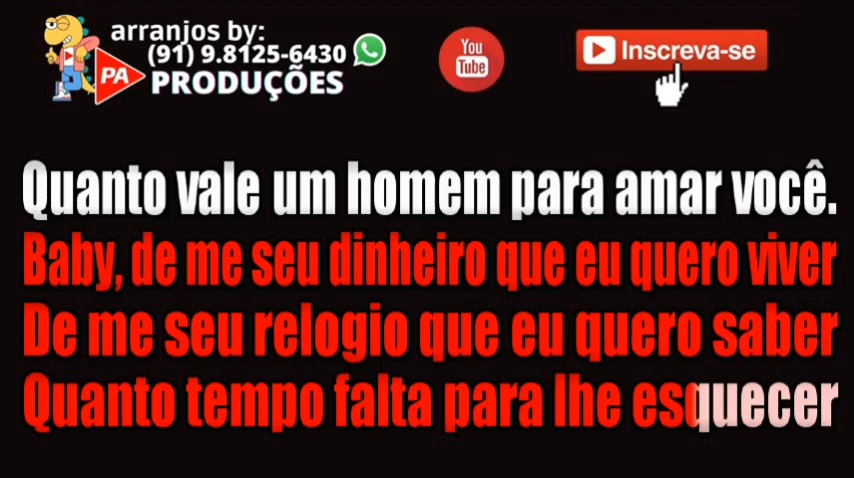 arranjos by:
(91) 9.8125-6430
PA
PRODUÇÕES
You
Tube
Inscreva-se
Quanto vale um homem para amar você.
Baby, de me seu dinheiro que eu quero viver
De me seu relogio que eu quero saber
Quanto tempo falta para lhe esquecer